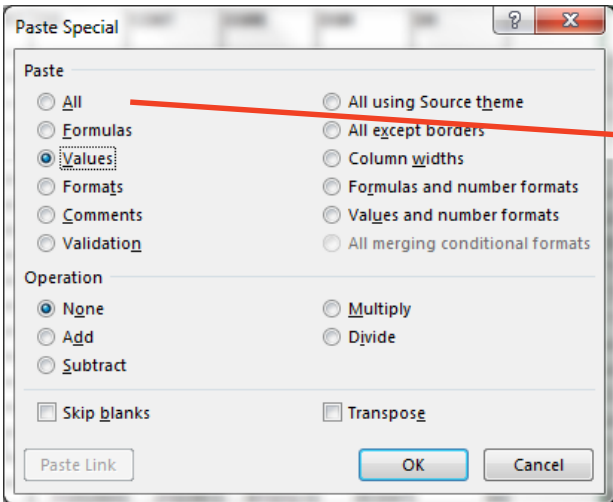 Paste Special
Paste
All
All using Source theme
Formulas
All except borders
Values
Column widths
Formats
Formulas and number formats
Comments
Values and number formats
Validation
All merging conditional formats
Operation
None
Multiply
Add
Divide
Subtract
Skip blanks
Transpose
Paste Link
OK
Cancel